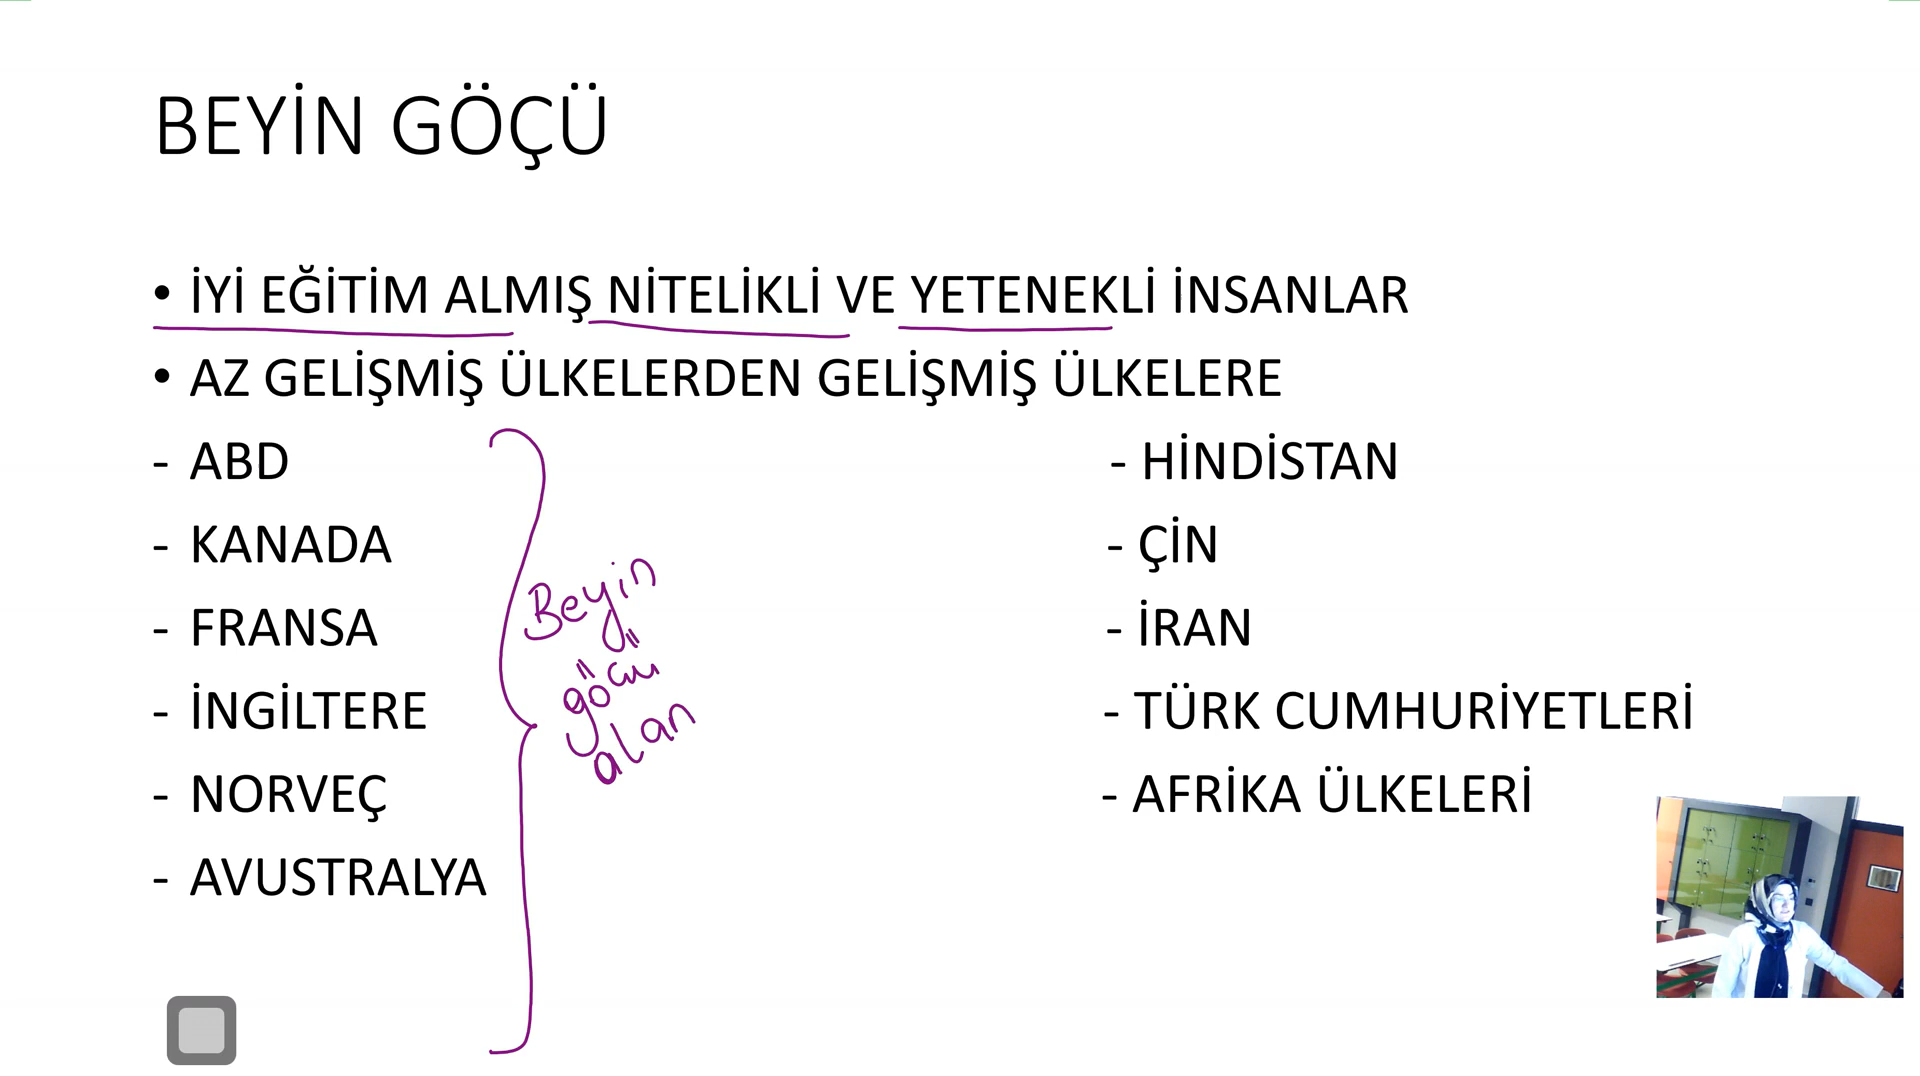 BEYİN GÖÇÜ
• İYİ EĞİTİM ALMIŞ NİTELİKLİ VE YETENEKLİ İNSANLAR
• AZ GELİŞMİŞ ÜLKELERDEN GELİŞMİŞ ÜLKELERE
- ABD - HİNDİSTAN
- KANADA - ÇİN
- FRANSA - İRAN
- İNGİLTERE - TÜRK CUMHURİYETLERİ
- NORVEÇ - AFRİKA ÜLKELERİ
- AVUSTRALYA
Beyin
göcü
alan